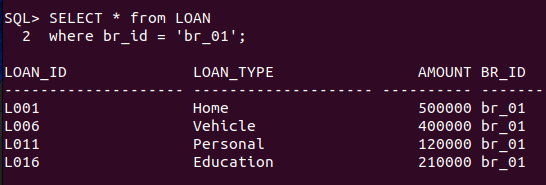 SQL> SELECT * from LOAN
  2  where br_id = 'br_01';
LOAN_ID              LOAN_TYPE                AMOUNT BR_ID
-------------------- -------------------- ---------- -------
L001                 Home                     500000 br_01
L006                 Vehicle                  400000 br_01
L011                 Personal                 120000 br_01
L016                 Education                210000 br_01